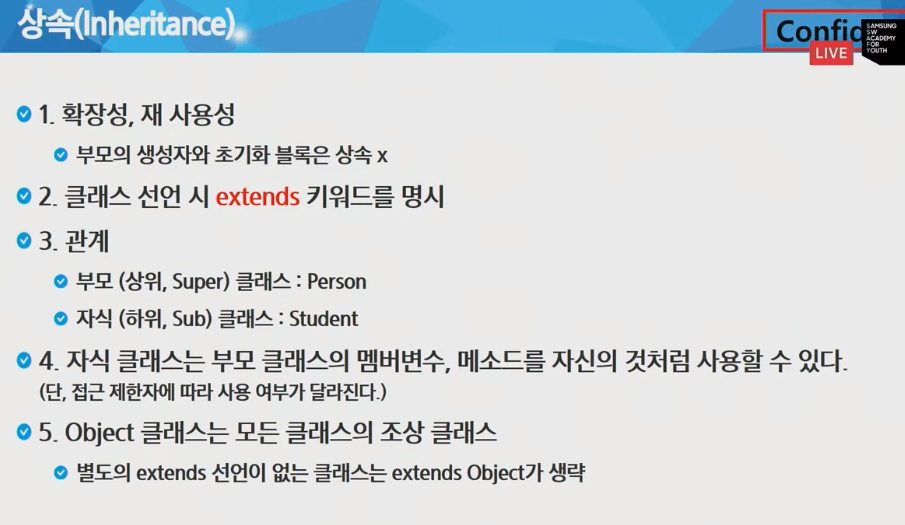 상속(Inheritance)
LIVE
SAMSUNG
SW
ACADEMY
FOR
YOUTH
1. 확장성, 재 사용성
부모의 생성자와 초기화 블록은 상속 x
2. 클래스 선언 시 extends 키워드를 명시
3. 관계
부모 (상위, Super) 클래스 : Person
자식 (하위, Sub) 클래스 : Student
4. 자식 클래스는 부모 클래스의 멤버변수, 메소드를 자신의 것처럼 사용할 수 있다.
(단, 접근 제한자에 따라 사용 여부가 달라진다.)
5. Object 클래스는 모든 클래스의 조상 클래스
별도의 extends 선언이 없는 클래스는 extends Object가 생략